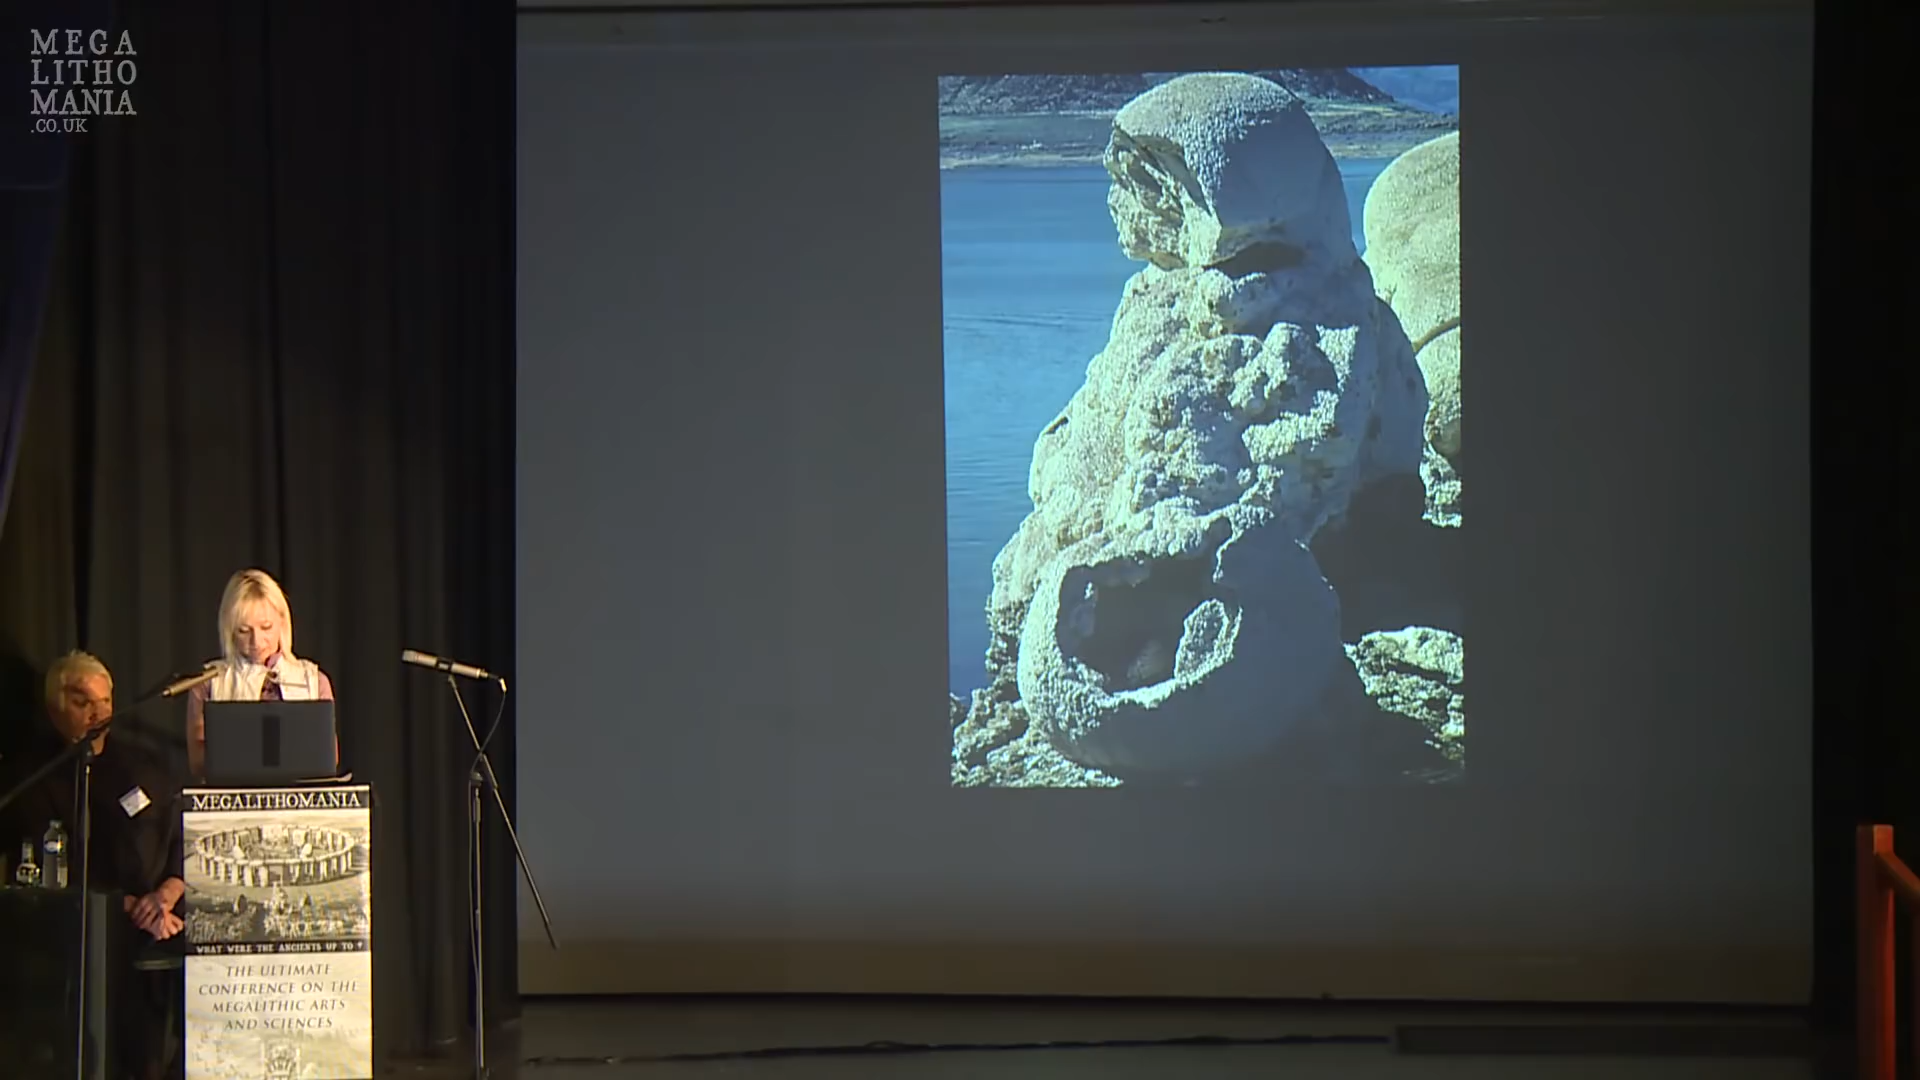 MEGA
LITHO
MANIA
.CO.UK
MEGALITHOMANIA
WHAT WERE THE ANCIENTS UP TO ?
THE ULTIMATE
CONFERENCE ON THE
MEGALITHIC ARTS
AND SCIENCES